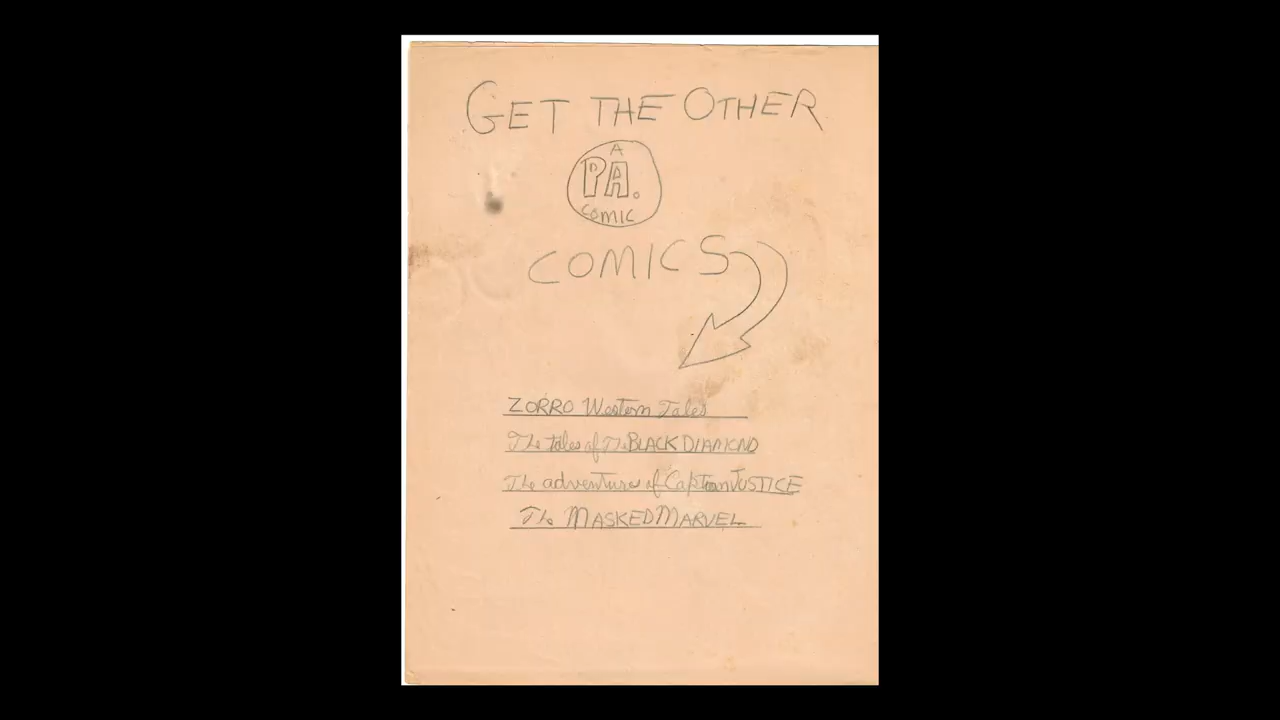 GET THE OTHER
A
PA.
COMIC
COMICS
ZORRO Western Tales
The tales of The BLACK DIAMOND
The adventure of Captian JUSTICE
The MASKED MARVEL